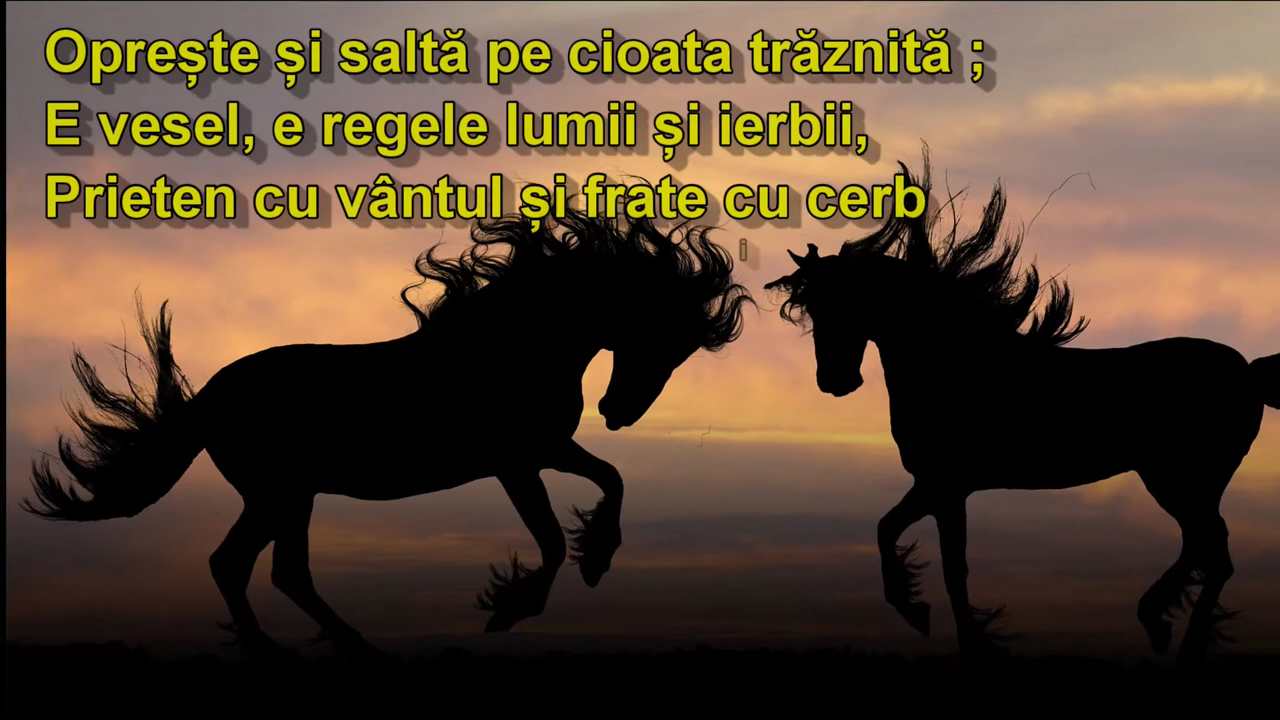 Oprește și saltă pe cioata trăznită ;
E vesel, e regele lumii și ierbii,
Prieten cu vântul și frate cu cerb
i